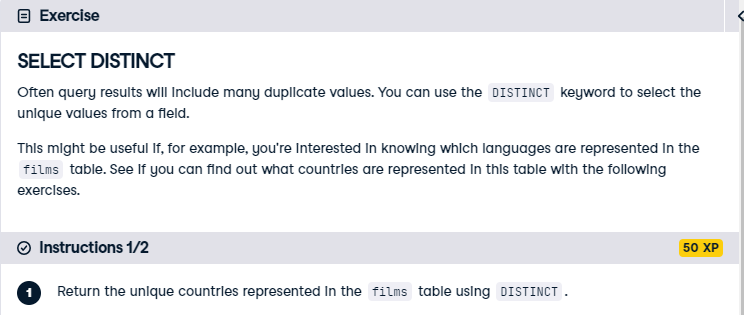 Exercise
SELECT DISTINCT
Often query results will include many duplicate values. You can use the DISTINCT keyword to select the
unique values from a field.
This might be useful if, for example, you're interested in knowing which languages are represented in the
films table. See if you can find out what countries are represented in this table with the following
exercises.
Instructions 1/2
50 XP
1 Return the unique countries represented in the films table using DISTINCT.